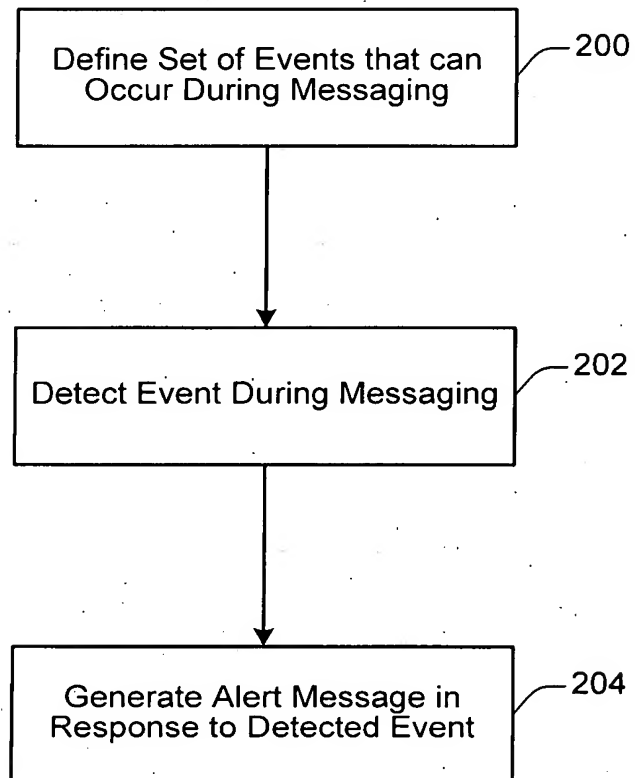 Define Set of Events that can
Occur During Messaging
200
Detect Event During Messaging
202
Generate Alert Message in
Response to Detected Event
204